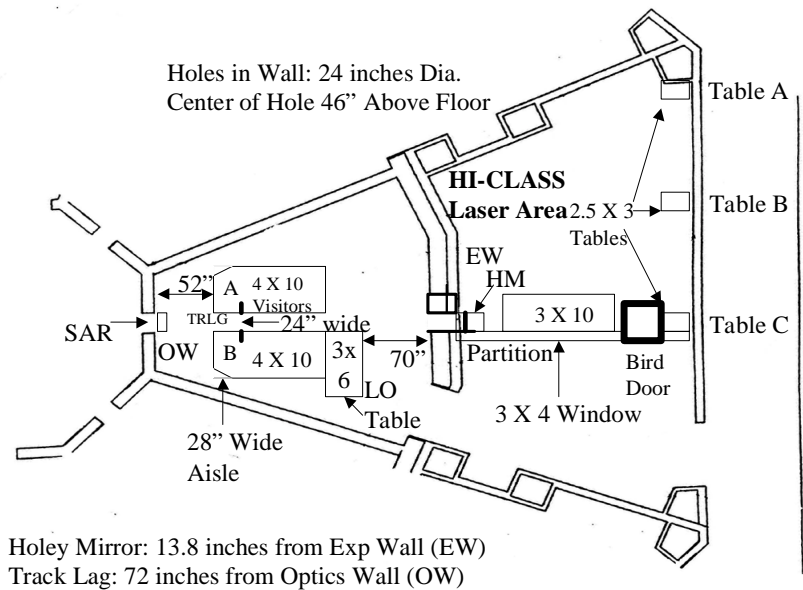 Holes in Wall: 24 inches Dia.
Center of Hole 46” Above Floor
Table A
HI-CLASS
Laser Area
2.5 X 3
Tables
Table B
EW
HM
52”
A
4 X 10
Visitors
3 X 10
SAR
TRLG
24” wide
Table C
OW
B
4 X 10
3x
6
70”
Partition
Bird
Door
LO
Table
3 X 4 Window
28” Wide
Aisle
Holey Mirror: 13.8 inches from Exp Wall (EW)
Track Lag: 72 inches from Optics Wall (OW)